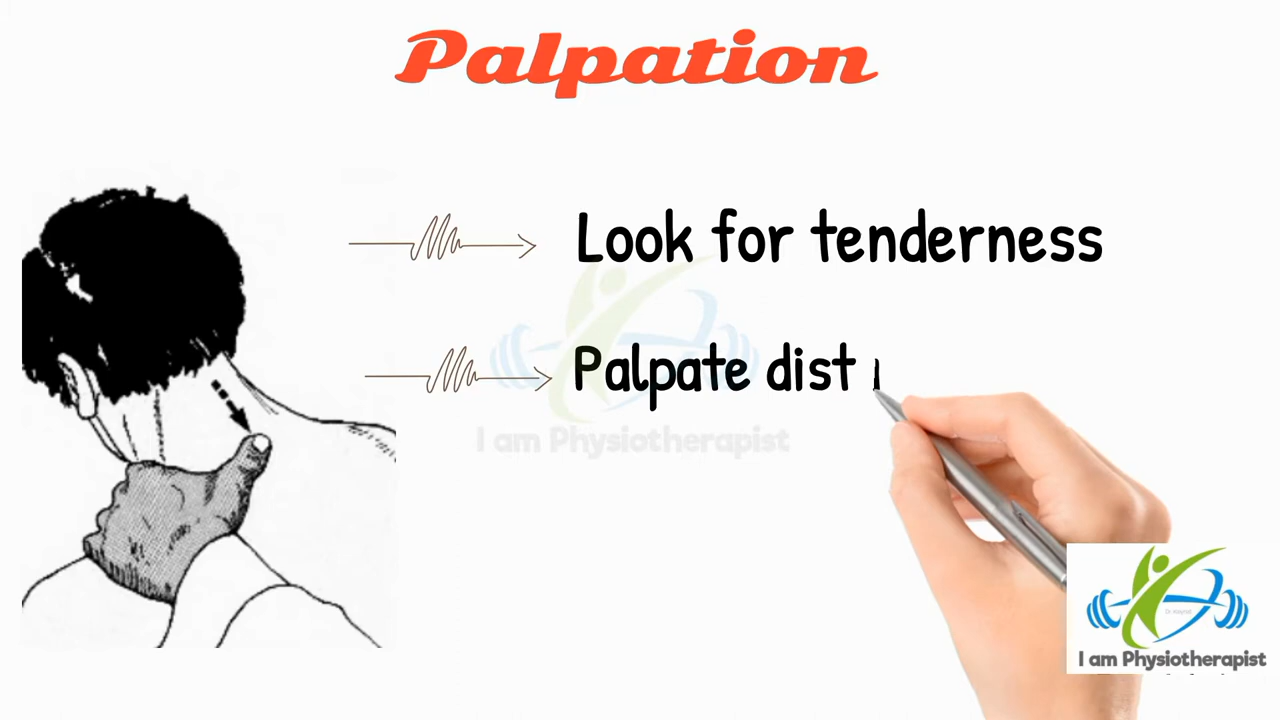 Palpation
Look for tenderness
Palpate dist
I am Physiotherapist
I am Physiotherapist